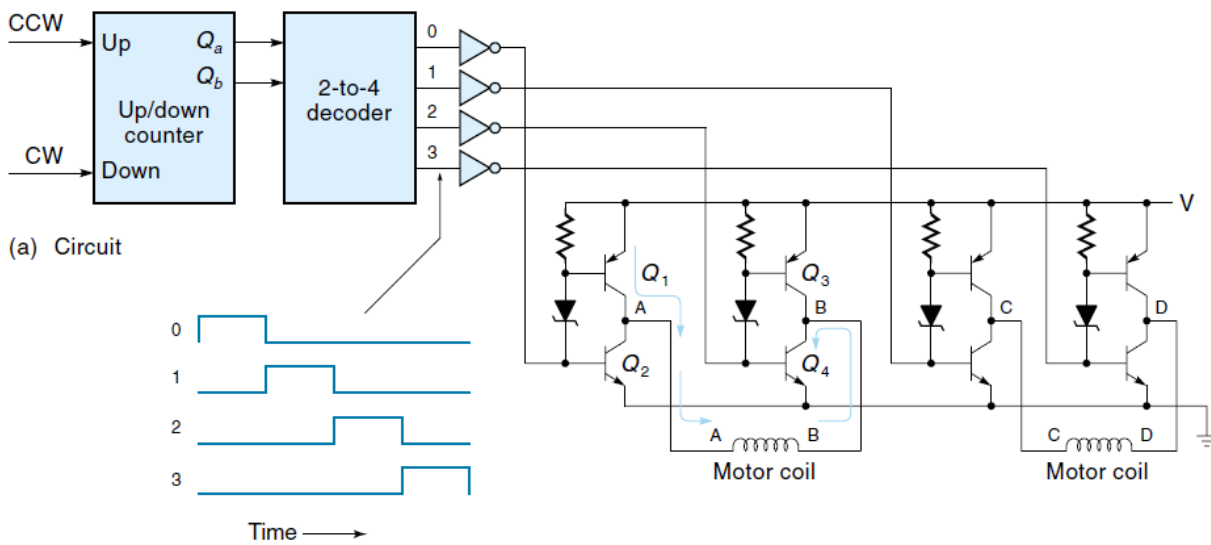 CCW
Up
Qa
Qb
Up/down
counter
CW
Down
2-to-4
decoder
0
1
2
3
V
(a) Circuit
Q1
Q3
A
B
C
D
Q2
Q4
A
B
C
D
Motor coil
Motor coil
0
1
2
3
Time